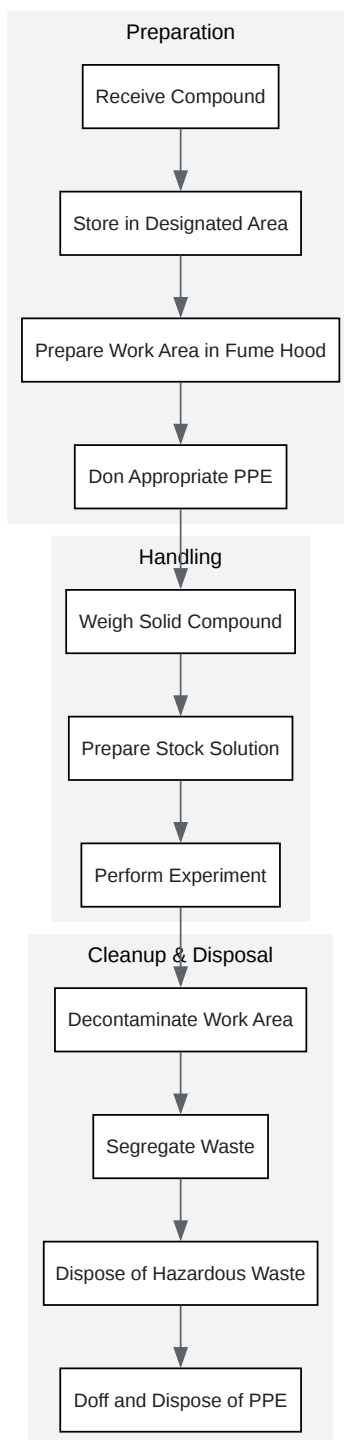 Preparation
Receive Compound
Store in Designated Area
Prepare Work Area in Fume Hood
Don Appropriate PPE
Handling
Weigh Solid Compound
Prepare Stock Solution
Perform Experiment
Cleanup & Disposal
Decontaminate Work Area
Segregate Waste
Dispose of Hazardous Waste
Doff and Dispose of PPE